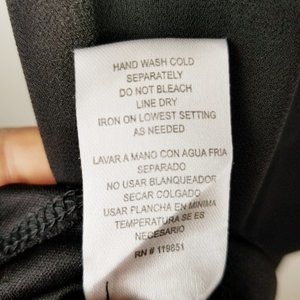 HAND WASH COLD
SEPARATELY
DO NOT BLEACH
LINE DRY
IRON ON LOWEST SETTING
AS NEEDED
LAVAR A MANO CON AGUA FRIA
SEPARADO
NO USAR BLANQUEADOR
SECAR COLGADO
USAR PLANCHA EN MINIMA
TEMPERATURA SE ES
NECESARIO
RN # 119851